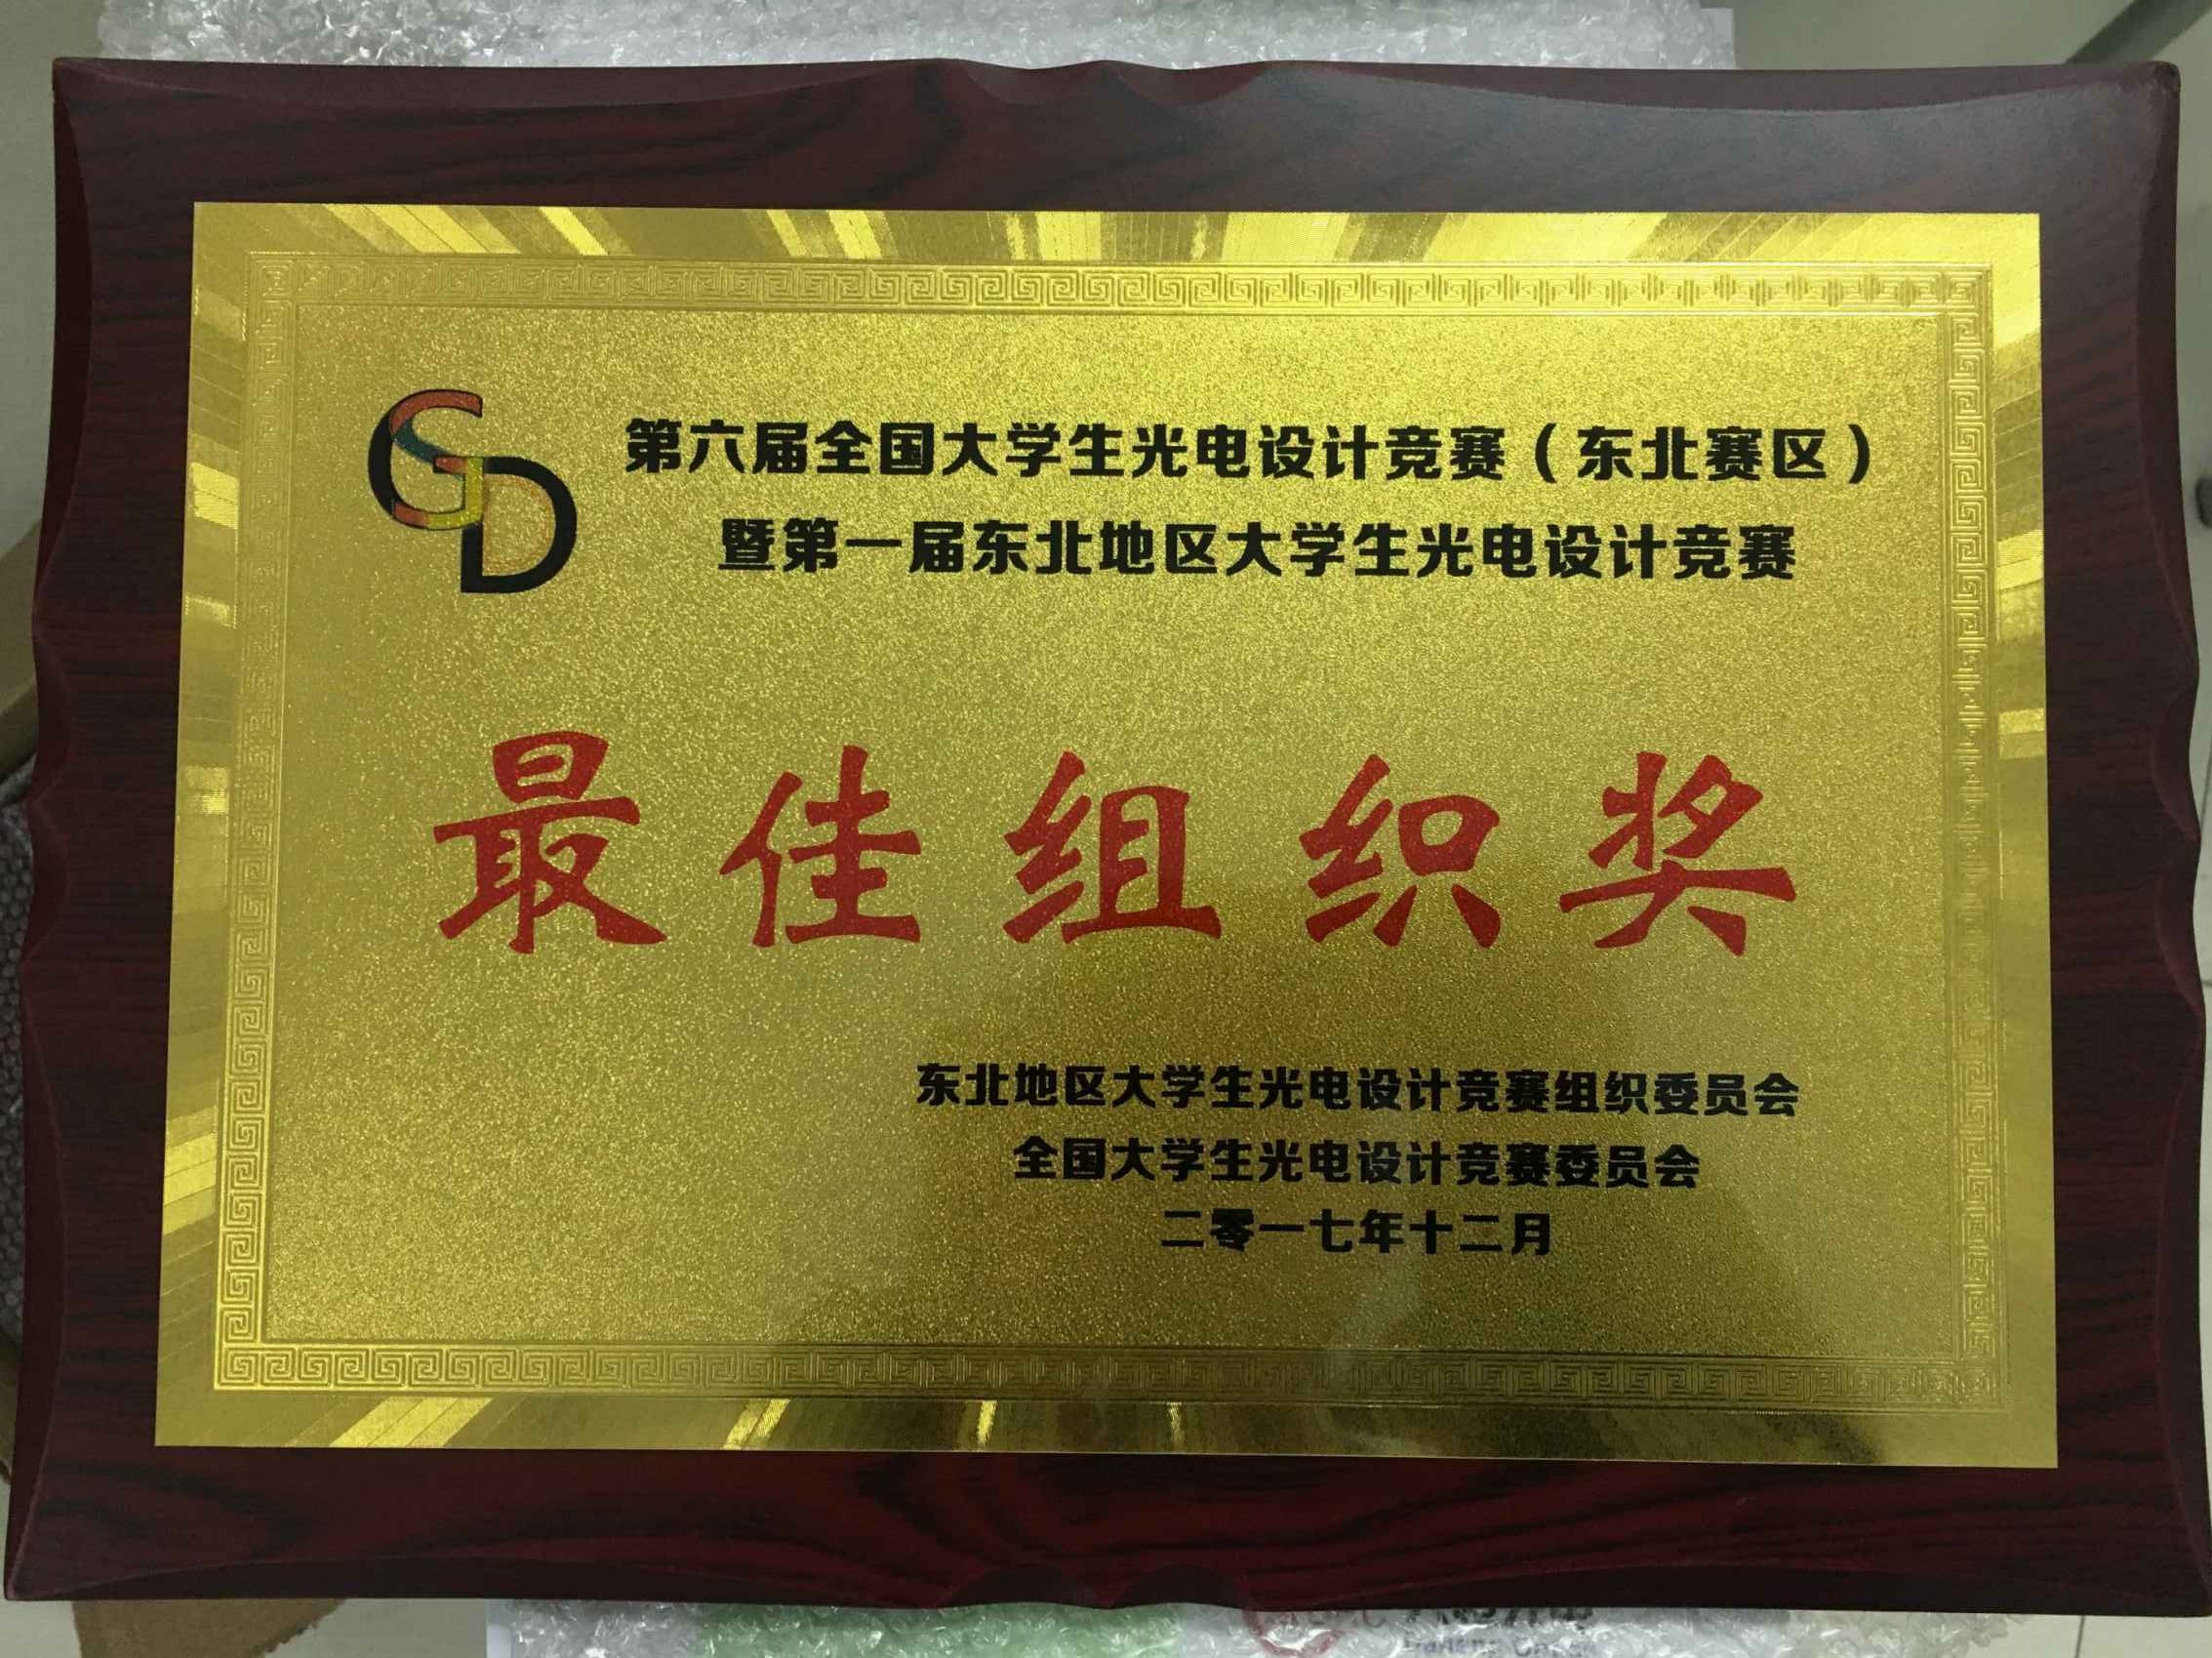 GD
第六届全国大学生光电设计竞赛（东北赛区）
暨第一届东北地区大学生光电设计竞赛
最佳组织奖
东北地区大学生光电设计竞赛组织委员会
全国大学生光电设计竞赛委员会
二零一七年十二月